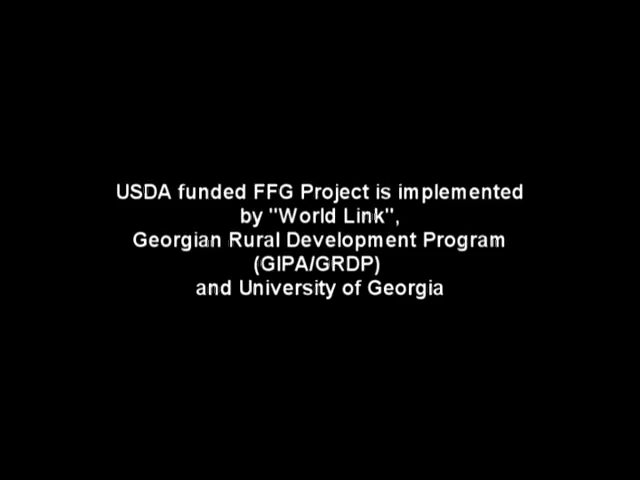 USDA funded FFG Project is implemented
by "World Link",
Georgian Rural Development Program
(GIPA/GRDP)
and University of Georgia